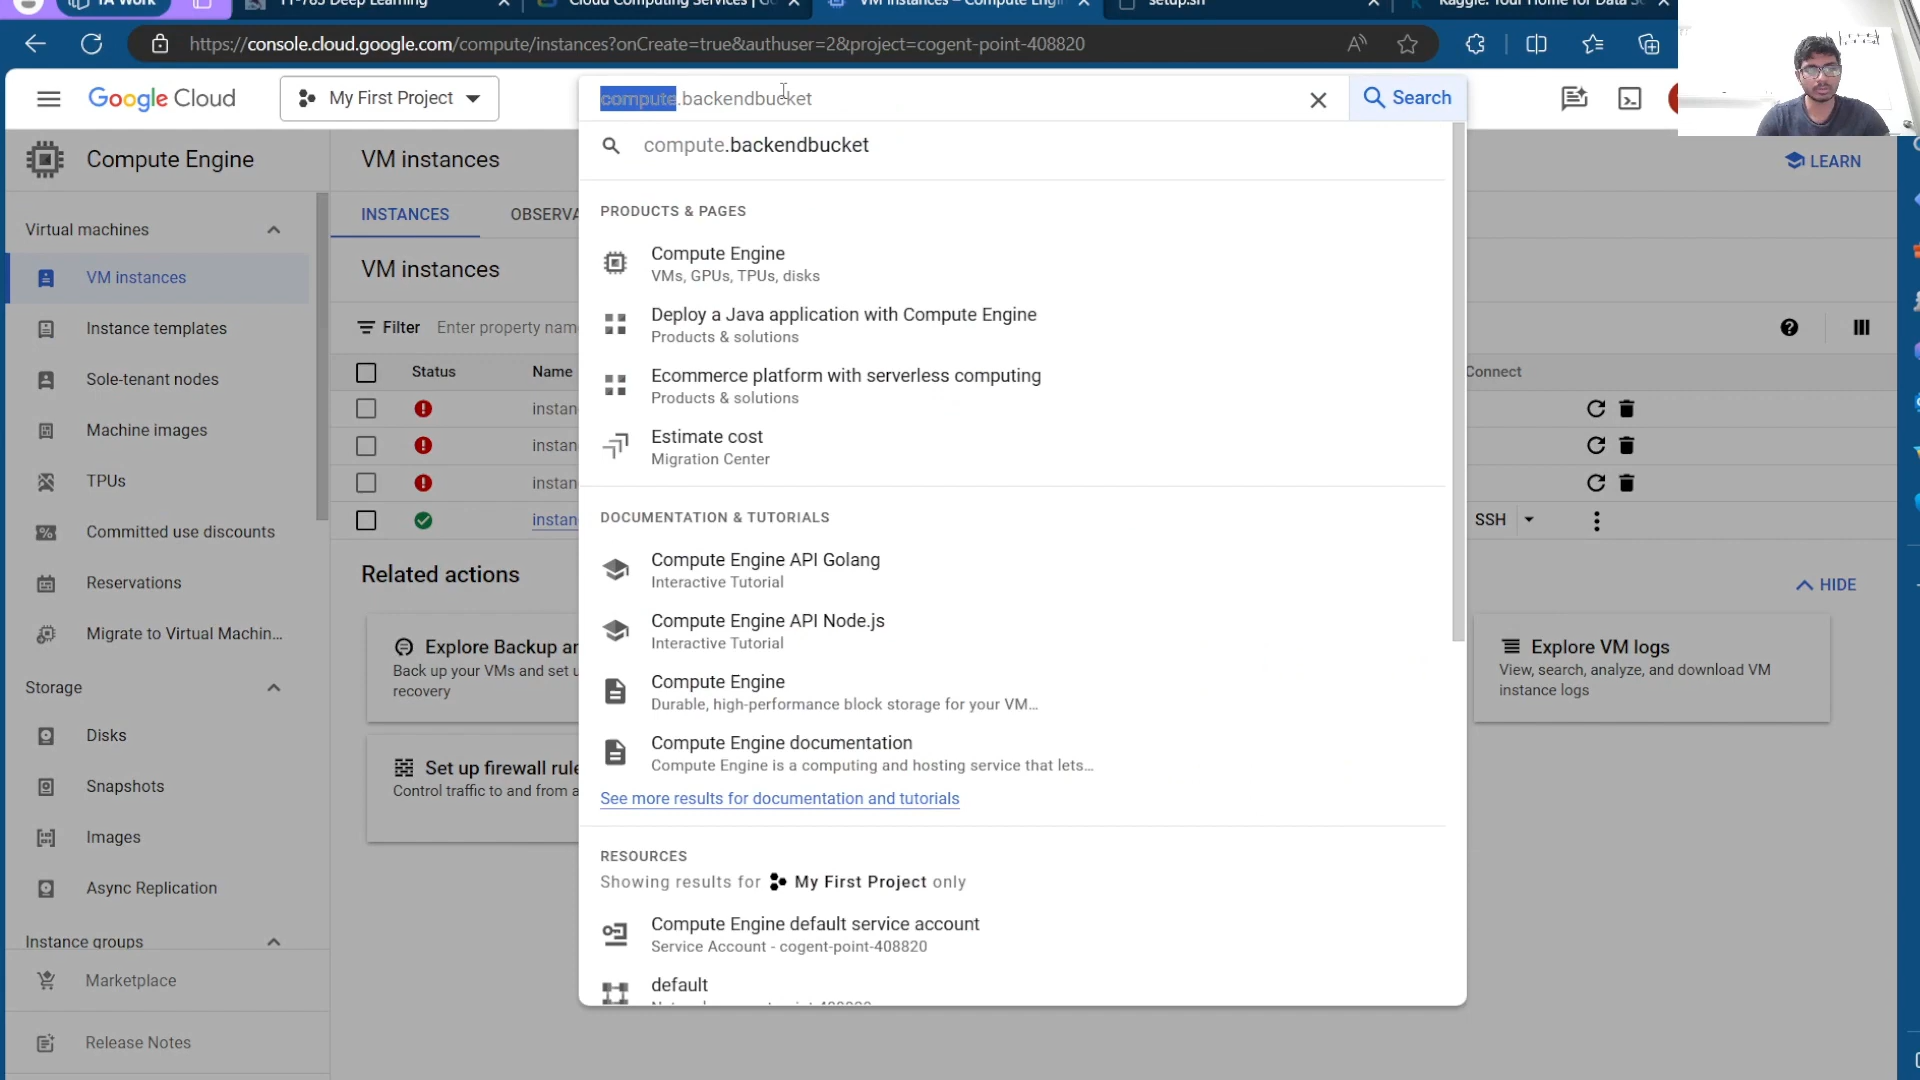 TA Work
11-785 Deep Learning
Cloud Computing Services | Go
VM instances – Compute Engin
setup.sh
Kaggle: Your Home for Data Sc
https://console.cloud.google.com/compute/instances?onCreate=true&authuser=2&project=cogent-point-408820
Google Cloud
My First Project
compute.backendbucket
Search
compute.backendbucket
Compute Engine
VM instances
LEARN
PRODUCTS & PAGES
INSTANCES
OBSERVA
Virtual machines
Compute Engine
VMs, GPUs, TPUs, disks
VM instances
VM instances
Deploy a Java application with Compute Engine
Products & solutions
Instance templates
Filter
Enter property nam
Status
Name
Connect
Sole-tenant nodes
Ecommerce platform with serverless computing
Products & solutions
instan
Machine images
Estimate cost
Migration Center
instan
TPUs
instan
DOCUMENTATION & TUTORIALS
instan
SSH
Committed use discounts
Compute Engine API Golang
Interactive Tutorial
Related actions
HIDE
Reservations
Compute Engine API Node.js
Interactive Tutorial
Migrate to Virtual Machin...
Explore Backup an
Back up your VMs and set u
recovery
Explore VM logs
View, search, analyze, and download VM
instance logs
Storage
Compute Engine
Durable, high-performance block storage for your VM...
Disks
Compute Engine documentation
Compute Engine is a computing and hosting service that lets...
Set up firewall rule
Control traffic to and from a
Snapshots
See more results for documentation and tutorials
Images
RESOURCES
Showing results for My First Project only
Async Replication
Compute Engine default service account
Service Account - cogent-point-408820
Instance groups
Marketplace
default
Release Notes